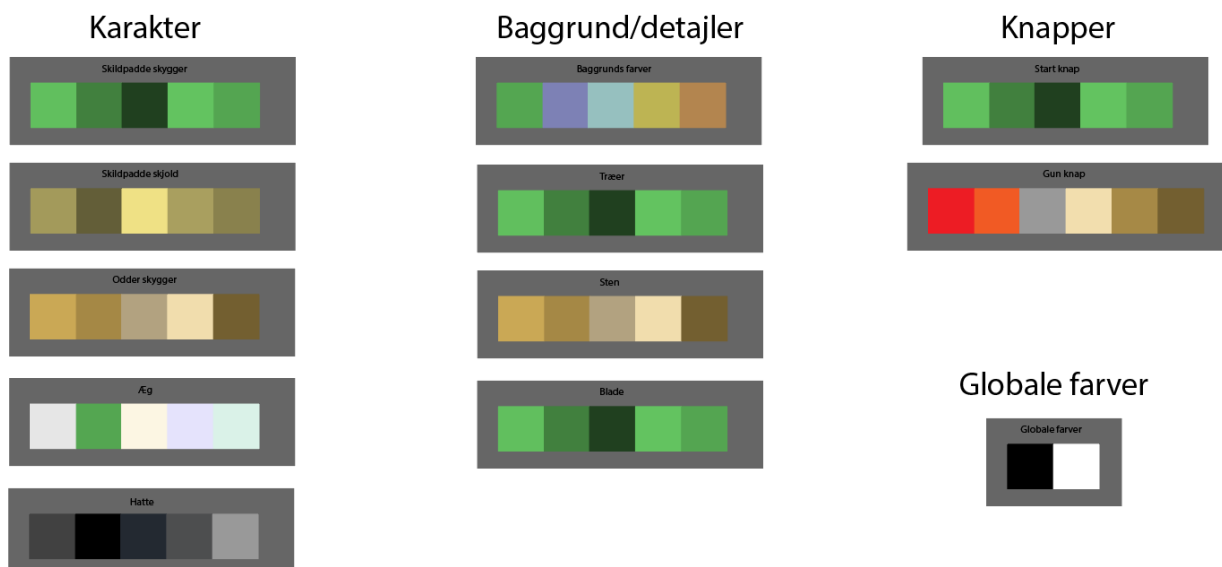 Karakter
Skildpadde skygger
Skildpadde skjold
Odder skygger
Æg
Hatte
Baggrund/detajler
Baggrunds farver
Træer
Sten
Blade
Knapper
Start knap
Gun knap
Globale farver
Globale farver